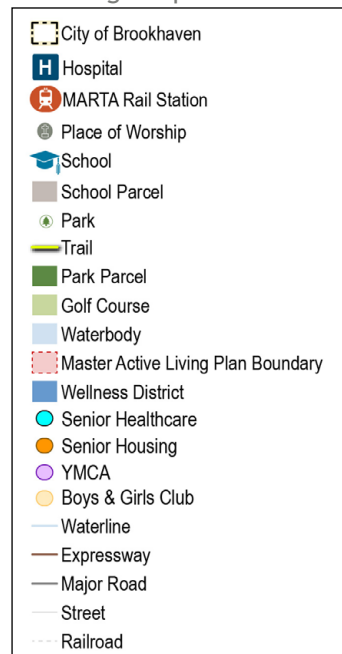 City of Brookhaven
H Hospital
MARTA Rail Station
Place of Worship
School
School Parcel
Park
Trail
Park Parcel
Golf Course
Waterbody
Master Active Living Plan Boundary
Wellness District
Senior Healthcare
Senior Housing
YMCA
Boys & Girls Club
Waterline
Expressway
Major Road
Street
Railroad